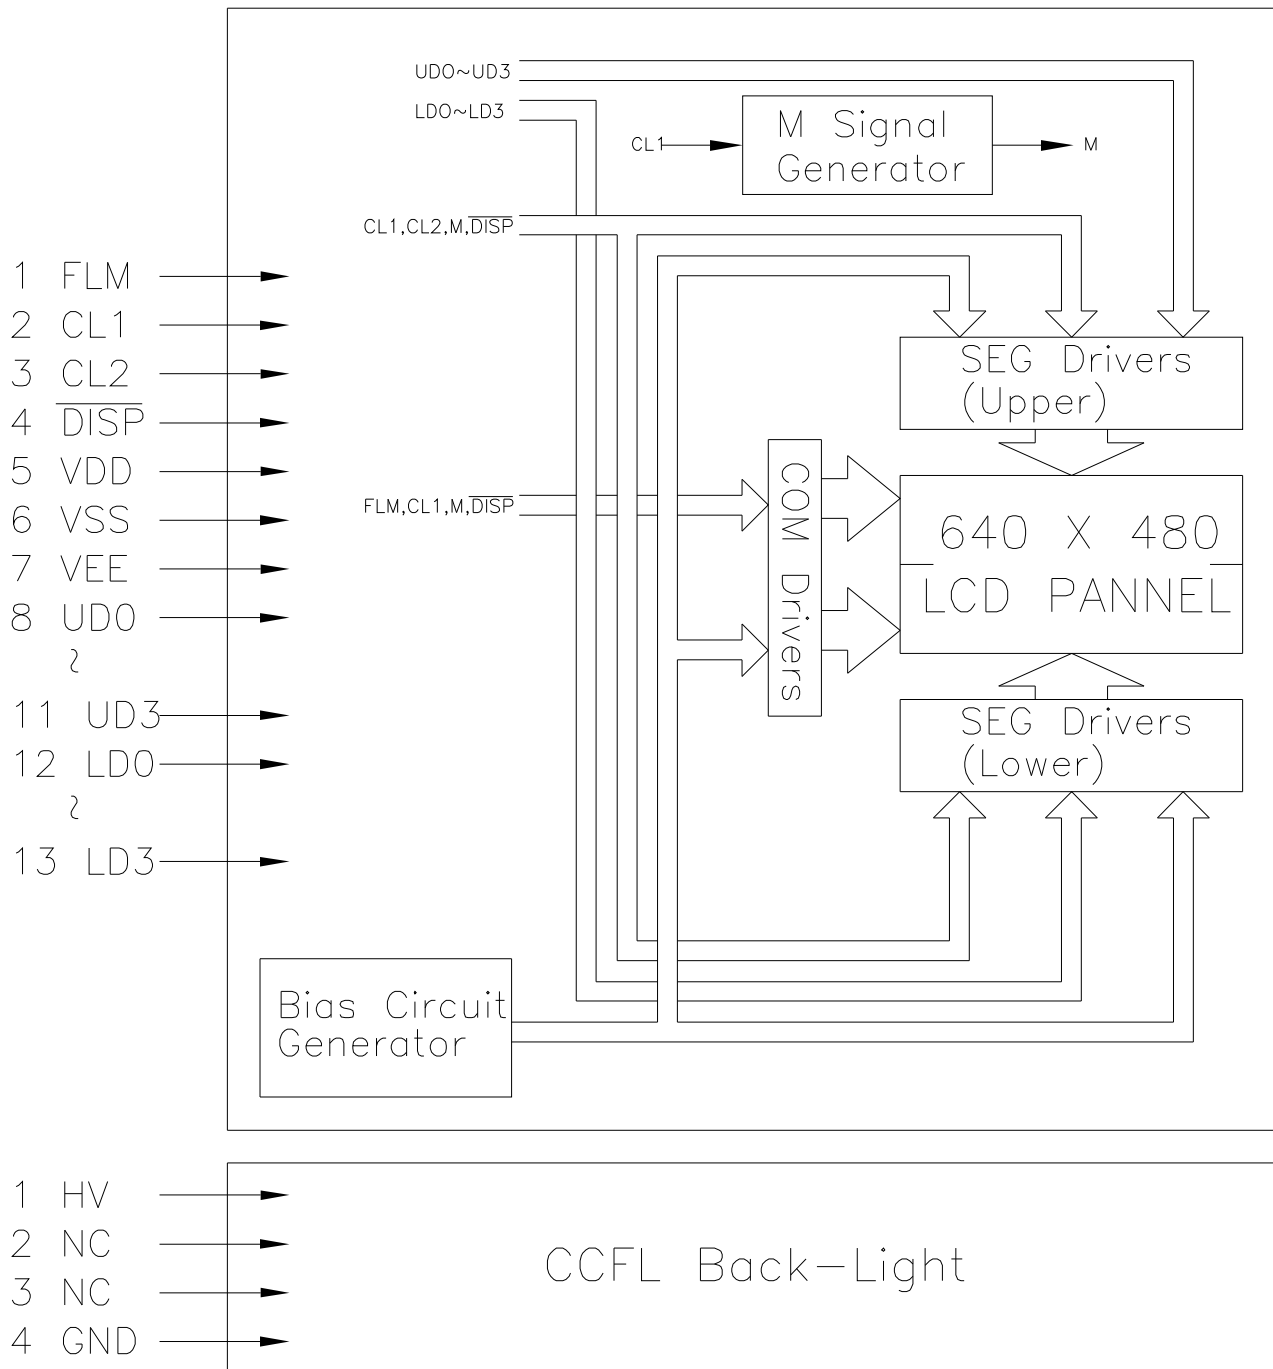 UD0~UD3
LD0~LD3
M Signal
Generator
CL1
M
CL1,CL2,M,DISP
1 FLM
2 CL1
3 CL2
4 DISP
5 VDD
6 VSS
7 VEE
8 UD0
~
11 UD3
12 LD0
~
13 LD3
SEG Drivers
(Upper)
FLM,CL1,M,DISP
COM Drivers
640 X 480
LCD PANNEL
SEG Drivers
(Lower)
Bias Circuit
Generator
1 HV
2 NC
3 NC
4 GND
CCFL Back-Light